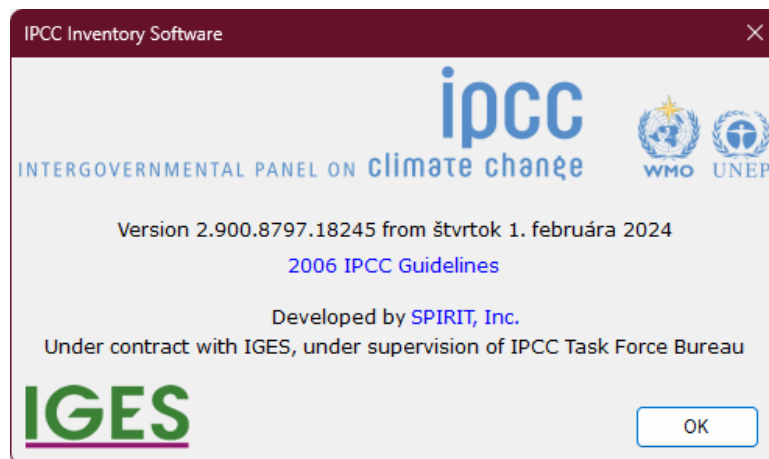 IPCC Inventory Software
ipcc
INTERGOVERNMENTAL PANEL ON climate change
WMO UNEP
Version 2.900.8797.18245 from štvrtok 1. februára 2024
2006 IPCC Guidelines
Developed by SPIRIT, Inc.
Under contract with IGES, under supervision of IPCC Task Force Bureau
IGES
OK